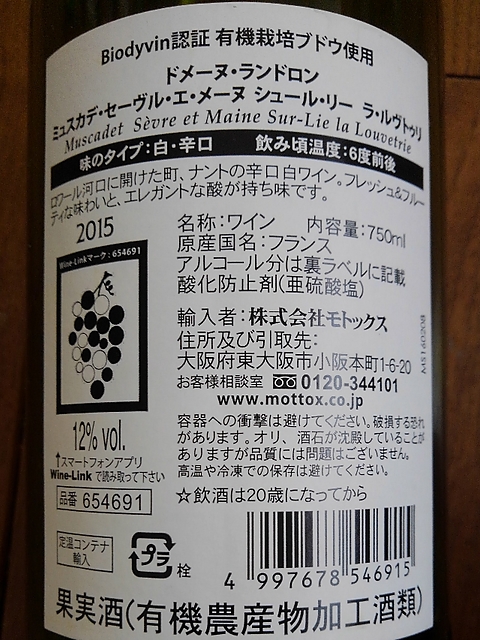 Biodyvin認証 有機栽培ブドウ使用
ドメーヌ・ランドロン
ミュスカデ・セーヴル・エ・メーヌ シュール・リー ラ・ルヴトゥリ
Muscadet Sèvre et Maine Sur-Lie la Louvetrie
味のタイプ：白・辛口 飲み頃温度：6度前後
ロワール河口に開けた町、ナントの辛口白ワイン。フレッシュ&フルー
ティな味わいと、エレガントな酸が持ち味です。
2015
Wine-Linkマーク：654691
12% vol.
↑スマートフォンアプリ
Wine-Link で読み取って下さい
品番 654691
定温コンテナ
輸入
プラ
栓
名称：ワイン 内容量：750ml
原産国名：フランス
アルコール分は裏ラベルに記載
酸化防止剤(亜硫酸塩)
輸入者：株式会社モトックス
住所及び引取先：
大阪府東大阪市小阪本町1-6-20
お客様相談室 0120-344101
www.mottox.co.jp
容器への衝撃は避けてください。破損する恐れ
があります。オリ、酒石が沈殿していることが
ありますが品質には問題はございません。
高温や冷凍での保存は避けてください。
☆飲酒は20歳になってから
4 997678 546915
果実酒(有機農産物加工酒類)